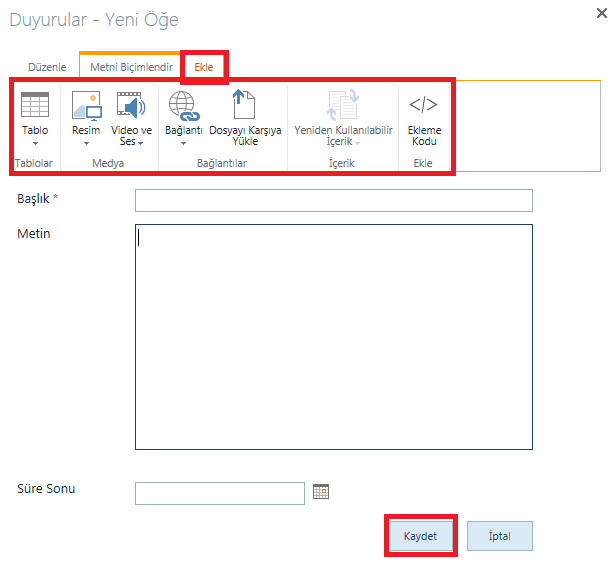 Duyurular - Yeni Öğe
Düzenle Metni Biçimlendir Ekle
Tablo Resim Video ve Ses Bağlantı Dosyayı Karşıya Yükle Yeniden Kullanılabilir İçerik Ekleme Kodu
Tablolar Medya Bağlantılar İçerik Ekle
Başlık *
Metin
Süre Sonu
Kaydet İptal